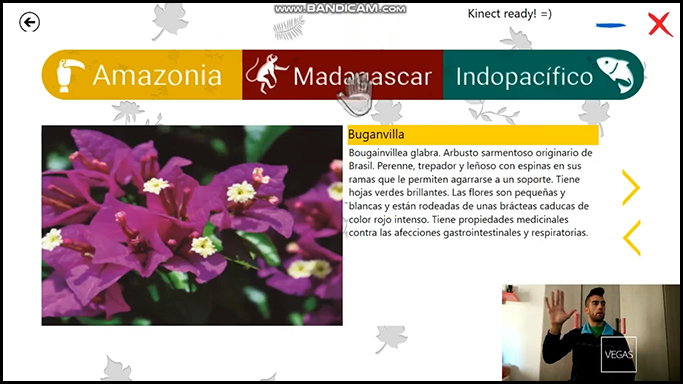 WWW.BANDICAM.COM
Kinect ready! =)
Amazonia Madagascar Indopacífico
Buganvilla
Bougainvillea glabra. Arbusto sarmentoso originario de
Brasil. Perenne, trepador y leñoso con espinas en sus
ramas que le permiten agarrarse a un soporte. Tiene
hojas verdes brillantes. Las flores son pequeñas y
blancas y están rodeadas de unas brácteas caducas de
color rojo intenso. Tiene propiedades medicinales
contra las afecciones gastrointestinales y respiratorias.
VEGAS